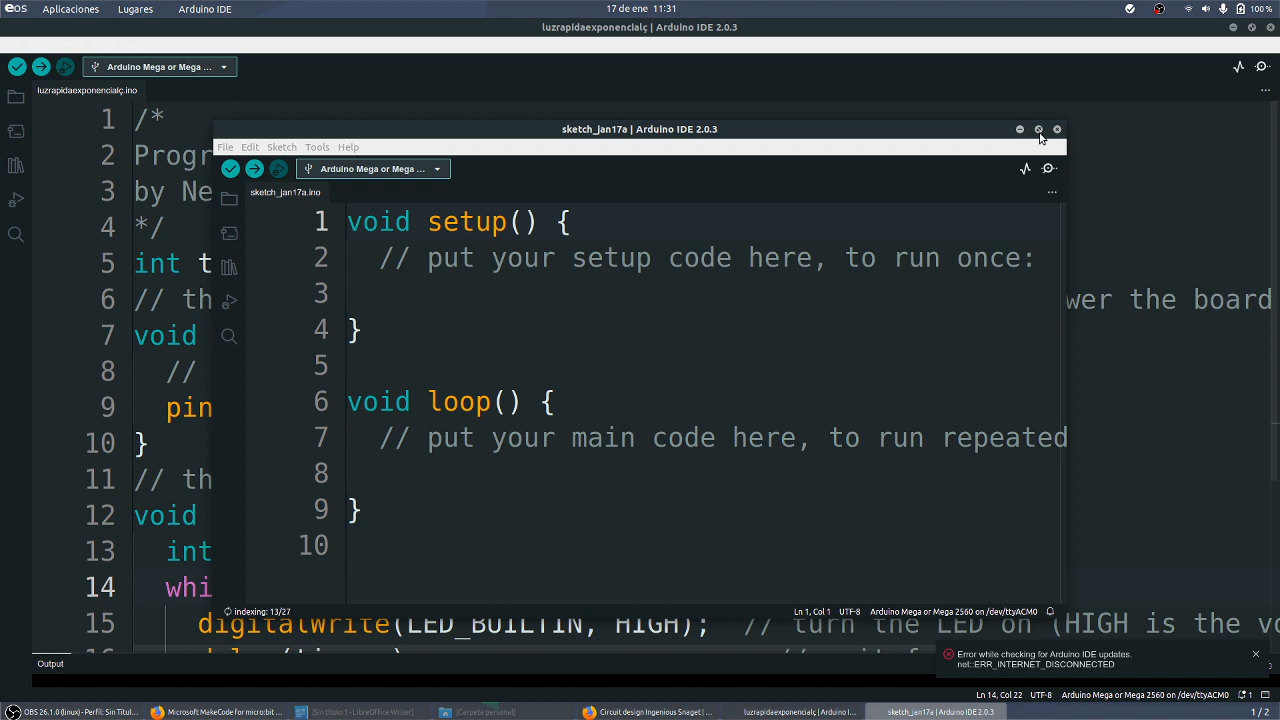 eos Aplicaciones Lugares Arduino IDE 17 de ene 11:31 100 %
luzrapidaexponencialç | Arduino IDE 2.0.3
Arduino Mega or Mega ...
luzrapidaexponencialç.ino
1 /*
2 Progr
3 by Ne
4 */
5 int t
6 // th wer the board
7 void
8 //
9 pin
10 }
11 // th
12 void
13 int
14 whi
15 digitalWrite(LED_BUILTIN, HIGH); // turn the LED on (HIGH is the vo
sketch_jan17a | Arduino IDE 2.0.3
File Edit Sketch Tools Help
Arduino Mega or Mega ...
sketch_jan17a.ino
1 void setup() {
2 // put your setup code here, to run once:
3
4 }
5
6 void loop() {
7 // put your main code here, to run repeated
8
9 }
10
indexing: 13/27 Ln 1, Col 1 UTF-8 Arduino Mega or Mega 2560 on /dev/ttyACM0
Output
Error while checking for Arduino IDE updates.
net::ERR_INTERNET_DISCONNECTED
Ln 14, Col 22 UTF-8 Arduino Mega or Mega 2560 on /dev/ttyACM0 1
OBS 26.1.0 (linux) - Perfil: Sin Titul... Microsoft MakeCode for micro:bit ... [Sin título 1 - LibreOffice Writer] [Carpeta personal] Circuit design Ingenious Snaget | ... luzrapidaexponencialç | Arduino I... sketch_jan17a | Arduino IDE 2.0.3 1 / 2